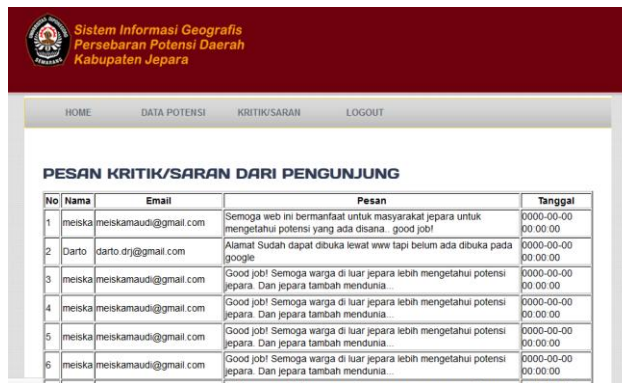 Sistem Informasi Geografis
Persebaran Potensi Daerah
Kabupaten Jepara
SEMARANG
HOME DATA POTENSI KRITIK/SARAN LOGOUT
PESAN KRITIK/SARAN DARI PENGUNJUNG
No Nama Email Pesan Tanggal
1 meiska meiskamaudi@gmail.com Semoga web ini bermanfaat untuk masyarakat jepara untuk 0000-00-00
mengetahui potensi yang ada disana.. good job! 00:00:00
2 Darto darto.drj@gmail.com Alamat Sudah dapat dibuka lewat www tapi belum ada dibuka pada 0000-00-00
google 00:00:00
3 meiska meiskamaudi@gmail.com Good job! Semoga warga di luar jepara lebih mengetahui potensi 0000-00-00
jepara. Dan jepara tambah mendunia... 00:00:00
4 meiska meiskamaudi@gmail.com Good job! Semoga warga di luar jepara lebih mengetahui potensi 0000-00-00
jepara. Dan jepara tambah mendunia... 00:00:00
5 meiska meiskamaudi@gmail.com Good job! Semoga warga di luar jepara lebih mengetahui potensi 0000-00-00
jepara. Dan jepara tambah mendunia... 00:00:00
6 meiska meiskamaudi@gmail.com Good job! Semoga warga di luar jepara lebih mengetahui potensi 0000-00-00
jepara. Dan jepara tambah mendunia... 00:00:00